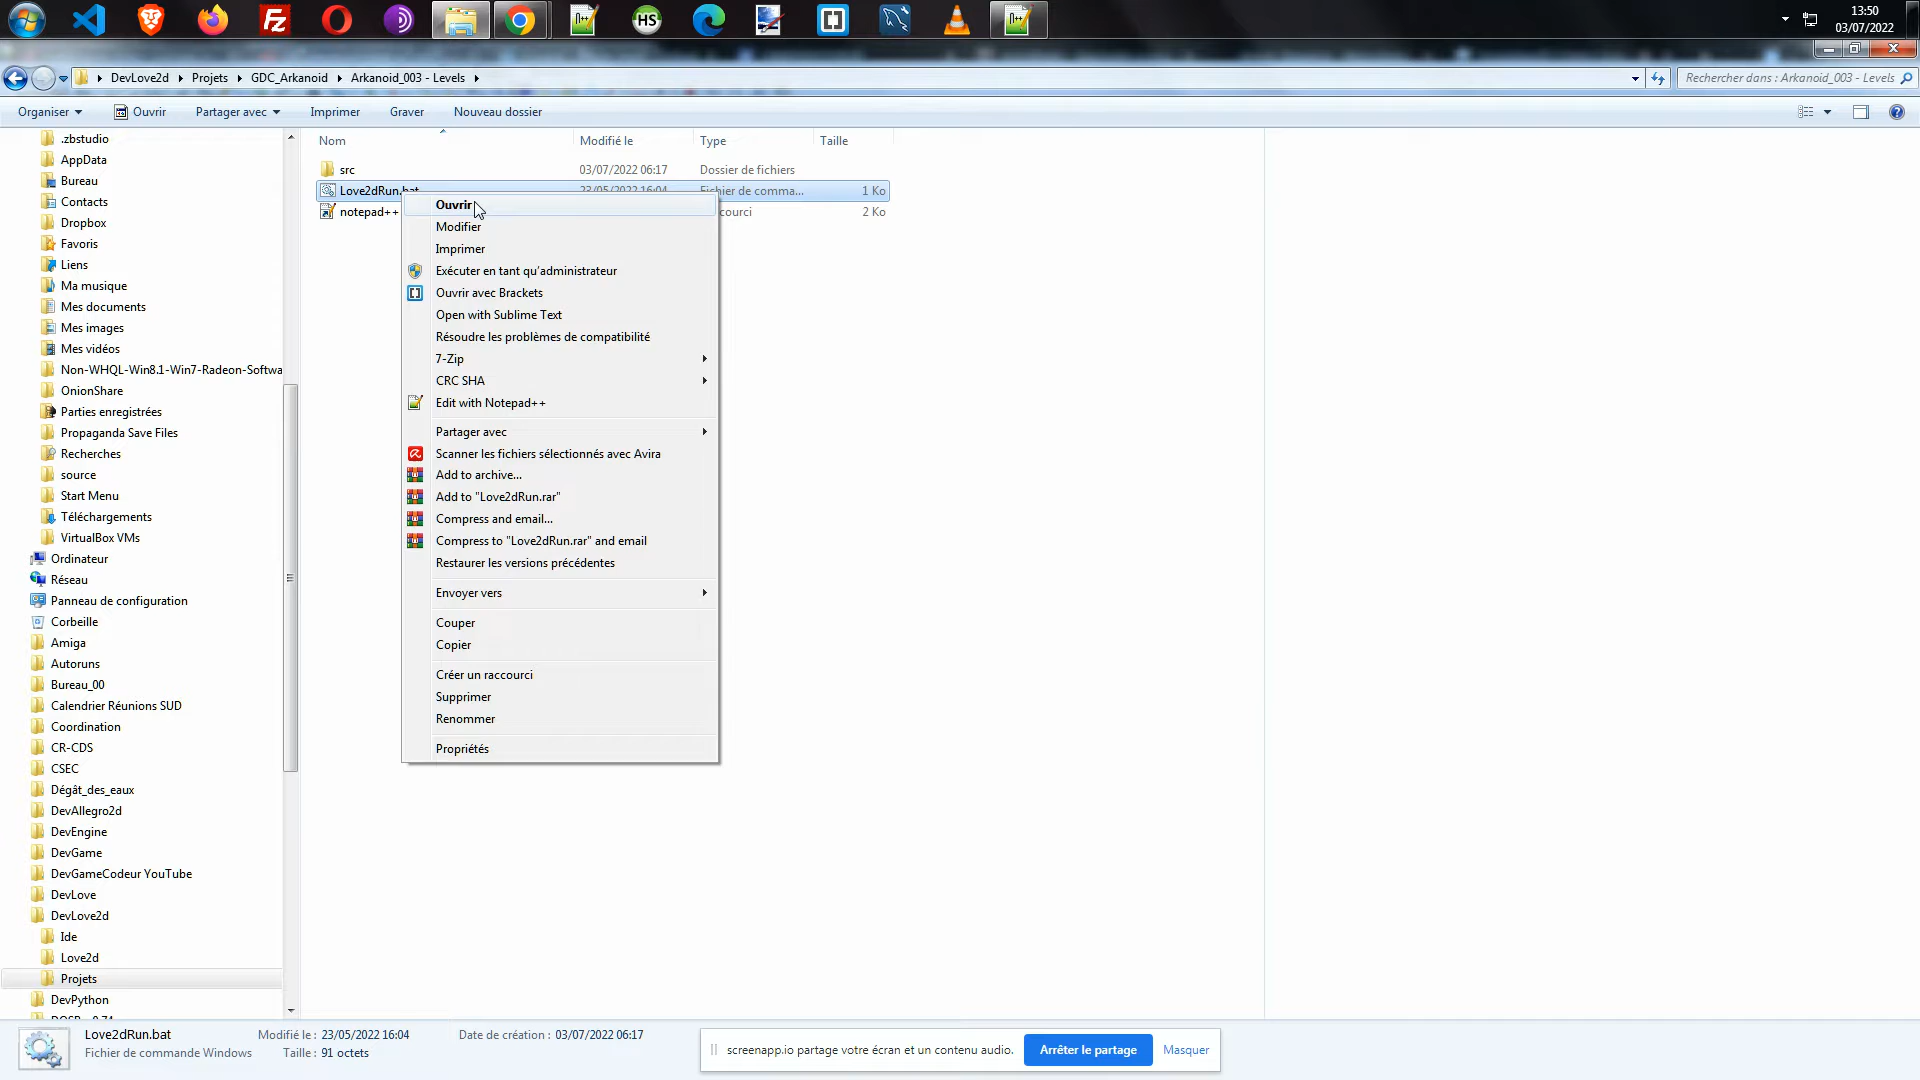 13:50
03/07/2022
DevLove2d
Projets
GDC_Arkanoid
Arkanoid_003 - Levels
Rechercher dans : Arkanoid_003 - Levels
Organiser
Ouvrir
Partager avec
Imprimer
Graver
Nouveau dossier
.zbstudio
AppData
Bureau
Contacts
Dropbox
Favoris
Liens
Ma musique
Mes documents
Mes images
Mes vidéos
Non-WHQL-Win8.1-Win7-Radeon-Softwa
OnionShare
Parties enregistrées
Propaganda Save Files
Recherches
source
Start Menu
Téléchargements
VirtualBox VMs
Ordinateur
Réseau
Panneau de configuration
Corbeille
Amiga
Autoruns
Bureau_00
Calendrier Réunions SUD
Coordination
CR-CDS
CSEC
Dégât_des_eaux
DevAllegro2d
DevEngine
DevGame
DevGameCodeur YouTube
DevLove
DevLove2d
Ide
Love2d
Projets
DevPython
Nom Modifié le Type Taille
src 03/07/2022 06:17 Dossier de fichiers
Love2dRun.bat 23/05/2022 16:04 Fichier de comma... 1 Ko
notepad++ courci 2 Ko
Ouvrir
Modifier
Imprimer
Exécuter en tant qu'administrateur
Ouvrir avec Brackets
Open with Sublime Text
Résoudre les problèmes de compatibilité
7-Zip
CRC SHA
Edit with Notepad++
Partager avec
Scanner les fichiers sélectionnés avec Avira
Add to archive...
Add to "Love2dRun.rar"
Compress and email...
Compress to "Love2dRun.rar" and email
Restaurer les versions précédentes
Envoyer vers
Couper
Copier
Créer un raccourci
Supprimer
Renommer
Propriétés
Love2dRun.bat Modifié le : 23/05/2022 16:04 Date de création : 03/07/2022 06:17
Fichier de commande Windows Taille : 91 octets
screenapp.io partage votre écran et un contenu audio.
Arrêter le partage
Masquer